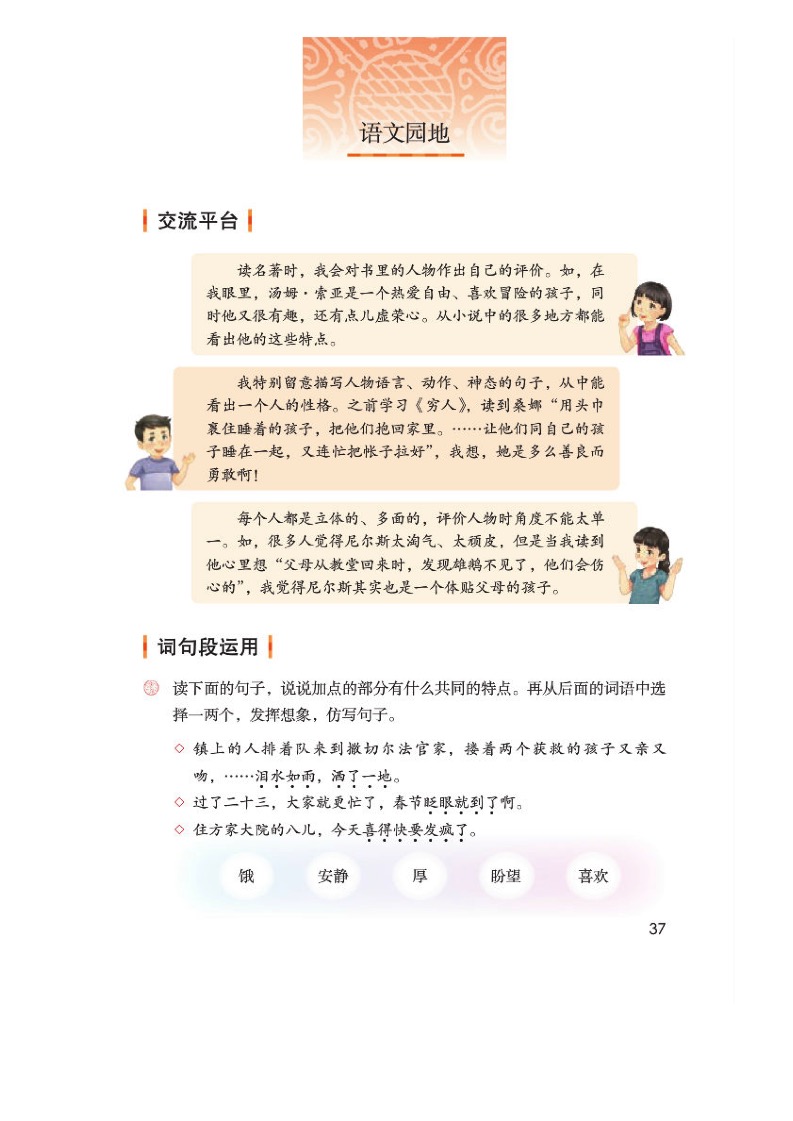 语文园地
交流平台
读名著时，我会对书里的人物作出自己的评价。如，在
我眼里，汤姆·索亚是一个热爱自由、喜欢冒险的孩子，同
时他又很有趣，还有点儿虚荣心。从小说中的很多地方都能
看出他的这些特点。
我特别留意描写人物语言、动作、神态的句子，从中能
看出一个人的性格。之前学习《穷人》，读到桑娜“用头巾
裹住睡着的孩子，把他们抱回家里。……让他们同自己的孩
子睡在一起，又连忙把帐子拉好”，我想，她是多么善良而
勇敢啊！
每个人都是立体的、多面的，评价人物时角度不能太单
一。如，很多人觉得尼尔斯太淘气、太顽皮，但是当我读到
他心里想“父母从教堂回来时，发现雄鹅不见了，他们会伤
心的”，我觉得尼尔斯其实也是一个体贴父母的孩子。
词句段运用
读下面的句子，说说加点的部分有什么共同的特点。再从后面的词语中选
择一两个，发挥想象，仿写句子。
◇ 镇上的人排着队来到撒切尔法官家，搂着两个获救的孩子又亲又
吻，……泪水如雨，洒了一地。
◇ 过了二十三，大家就更忙了，春节眨眼就到了啊。
◇ 住方家大院的八儿，今天喜得快要发疯了。
饿 安静 厚 盼望 喜欢
37